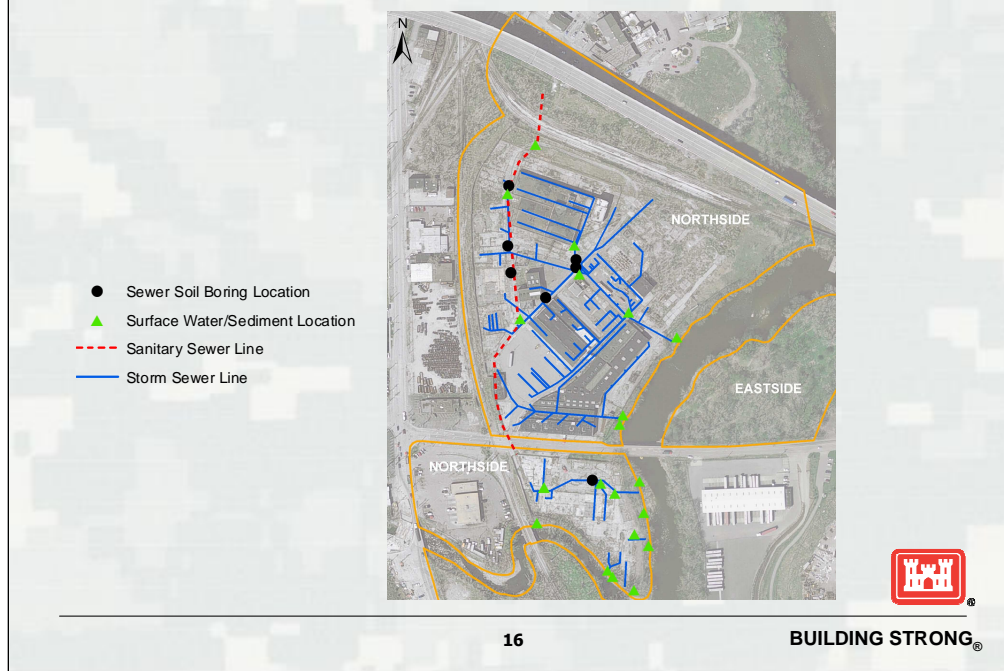 N
NORTHSIDE
EASTSIDE
NORTHSIDE
Sewer Soil Boring Location
Surface Water/Sediment Location
Sanitary Sewer Line
Storm Sewer Line
®
16
BUILDING STRONG®